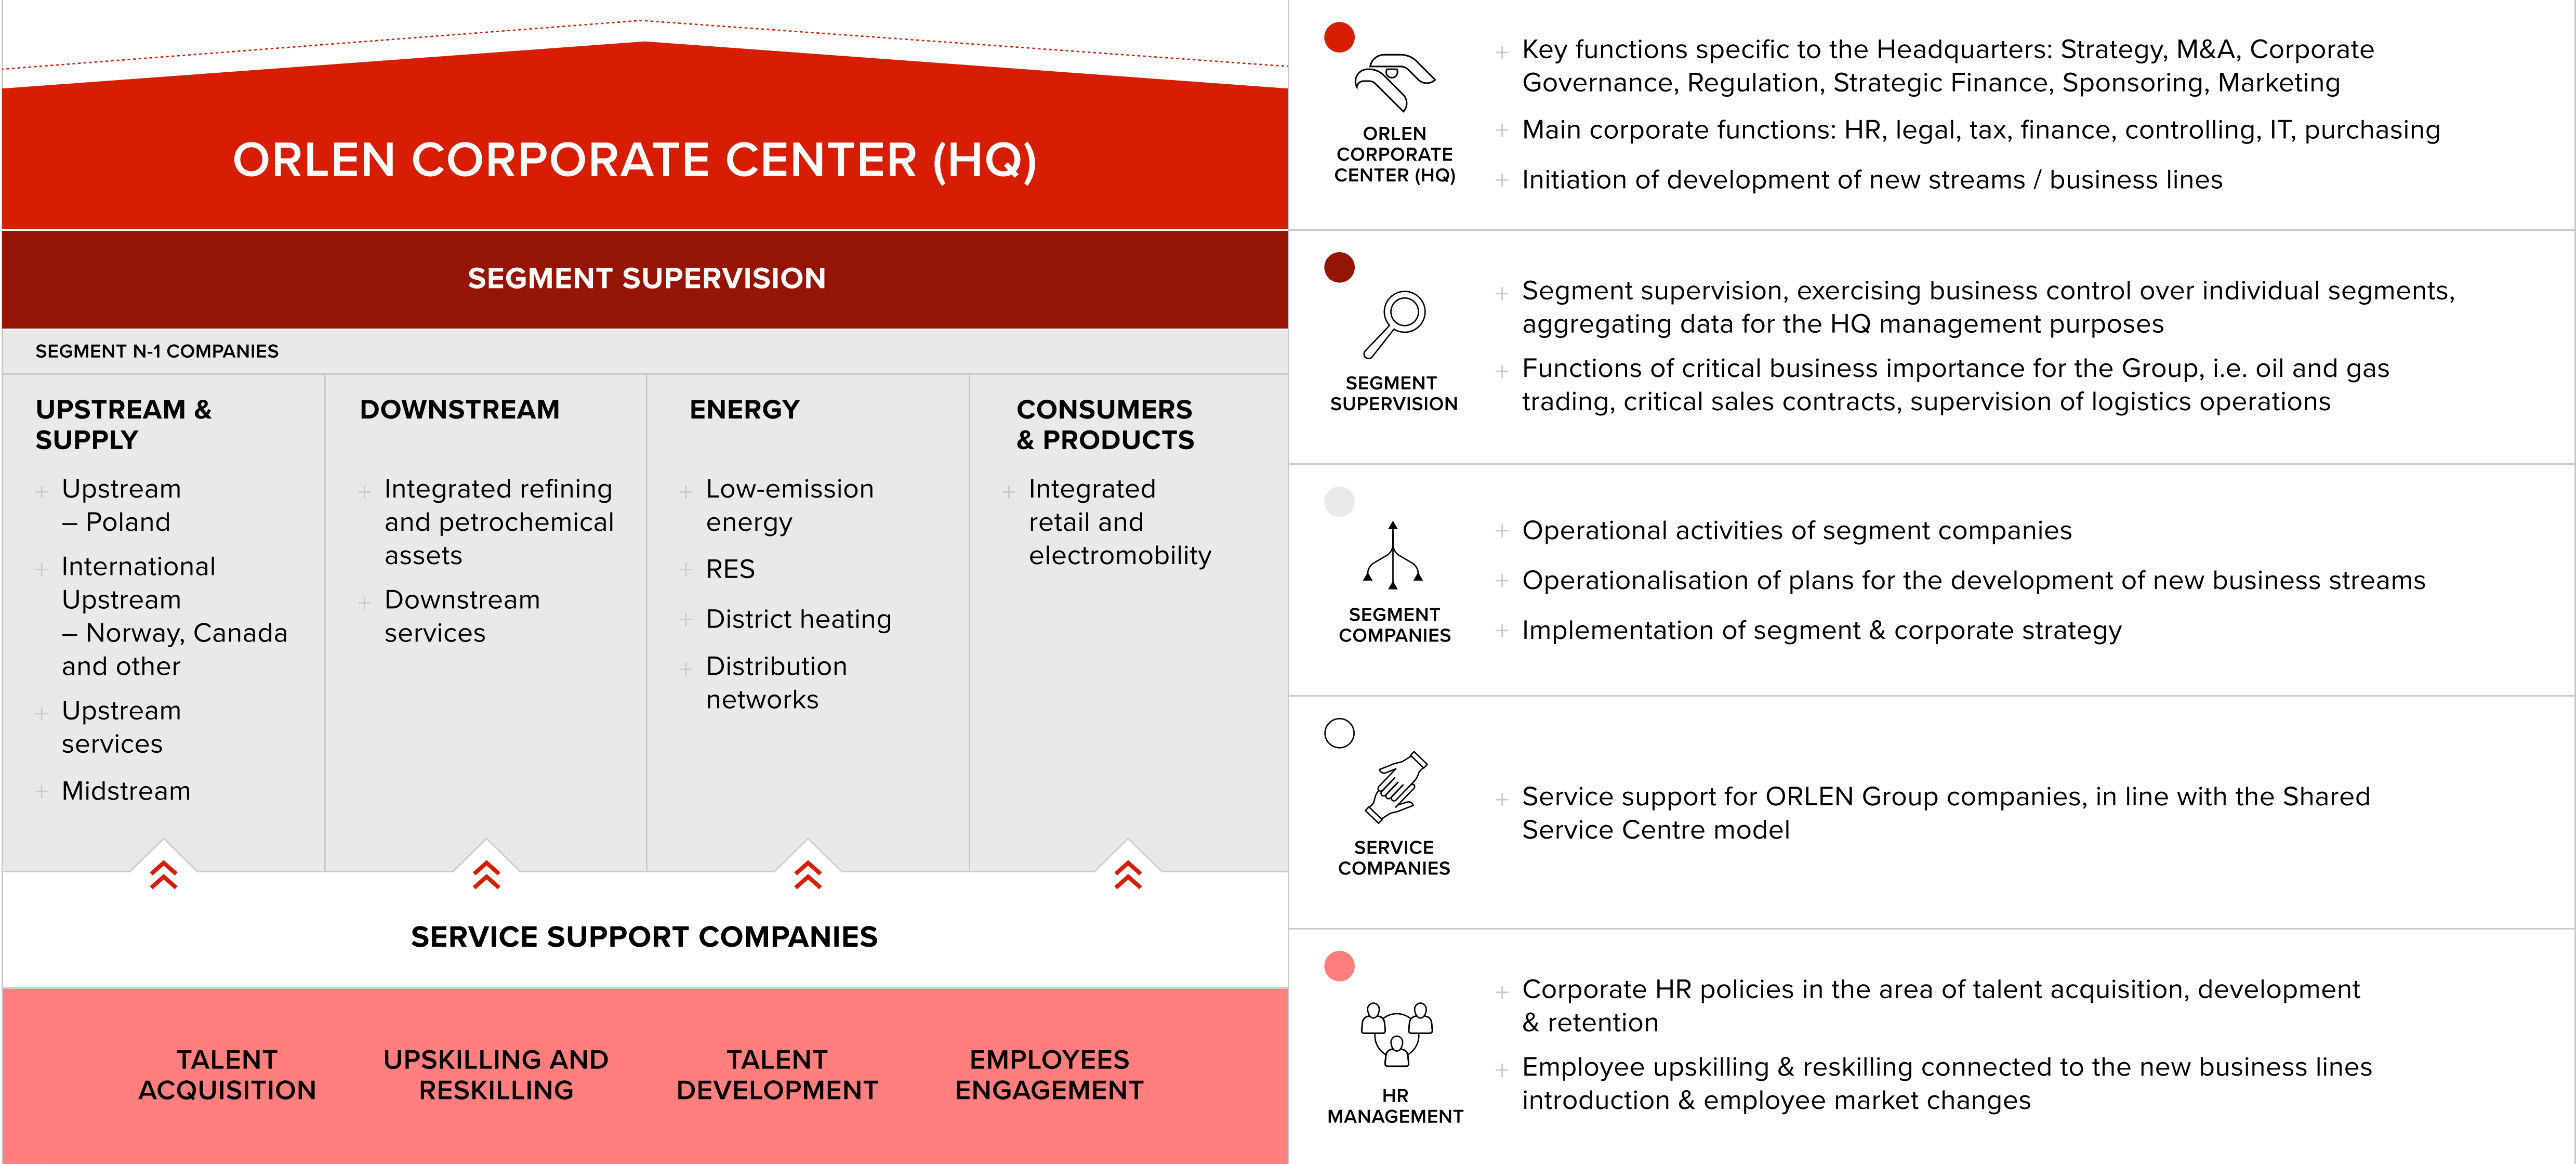 ORLEN CORPORATE CENTER (HQ)
SEGMENT SUPERVISION
SEGMENT N-1 COMPANIES
UPSTREAM &
SUPPLY
+ Upstream
– Poland
+ International
Upstream
– Norway, Canada
and other
+ Upstream
services
+ Midstream
DOWNSTREAM
+ Integrated refining
and petrochemical
assets
+ Downstream
services
ENERGY
+ Low-emission
energy
+ RES
+ District heating
+ Distribution
networks
CONSUMERS
& PRODUCTS
+ Integrated
retail and
electromobility
SERVICE SUPPORT COMPANIES
TALENT
ACQUISITION
UPSKILLING AND
RESKILLING
TALENT
DEVELOPMENT
EMPLOYEES
ENGAGEMENT
ORLEN
CORPORATE
CENTER (HQ)
+ Key functions specific to the Headquarters: Strategy, M&A, Corporate
Governance, Regulation, Strategic Finance, Sponsoring, Marketing
+ Main corporate functions: HR, legal, tax, finance, controlling, IT, purchasing
+ Initiation of development of new streams / business lines
SEGMENT
SUPERVISION
+ Segment supervision, exercising business control over individual segments,
aggregating data for the HQ management purposes
+ Functions of critical business importance for the Group, i.e. oil and gas
trading, critical sales contracts, supervision of logistics operations
SEGMENT
COMPANIES
+ Operational activities of segment companies
+ Operationalisation of plans for the development of new business streams
+ Implementation of segment & corporate strategy
SERVICE
COMPANIES
+ Service support for ORLEN Group companies, in line with the Shared
Service Centre model
HR
MANAGEMENT
+ Corporate HR policies in the area of talent acquisition, development
& retention
+ Employee upskilling & reskilling connected to the new business lines
introduction & employee market changes